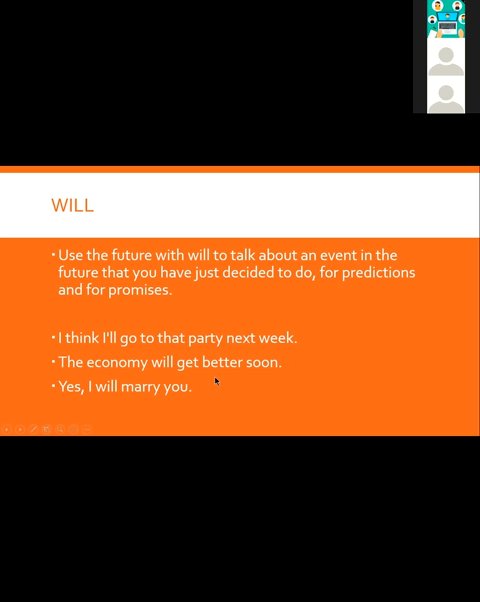 WILL
• Use the future with will to talk about an event in the
future that you have just decided to do, for predictions
and for promises.
• I think I'll go to that party next week.
• The economy will get better soon.
• Yes, I will marry you.